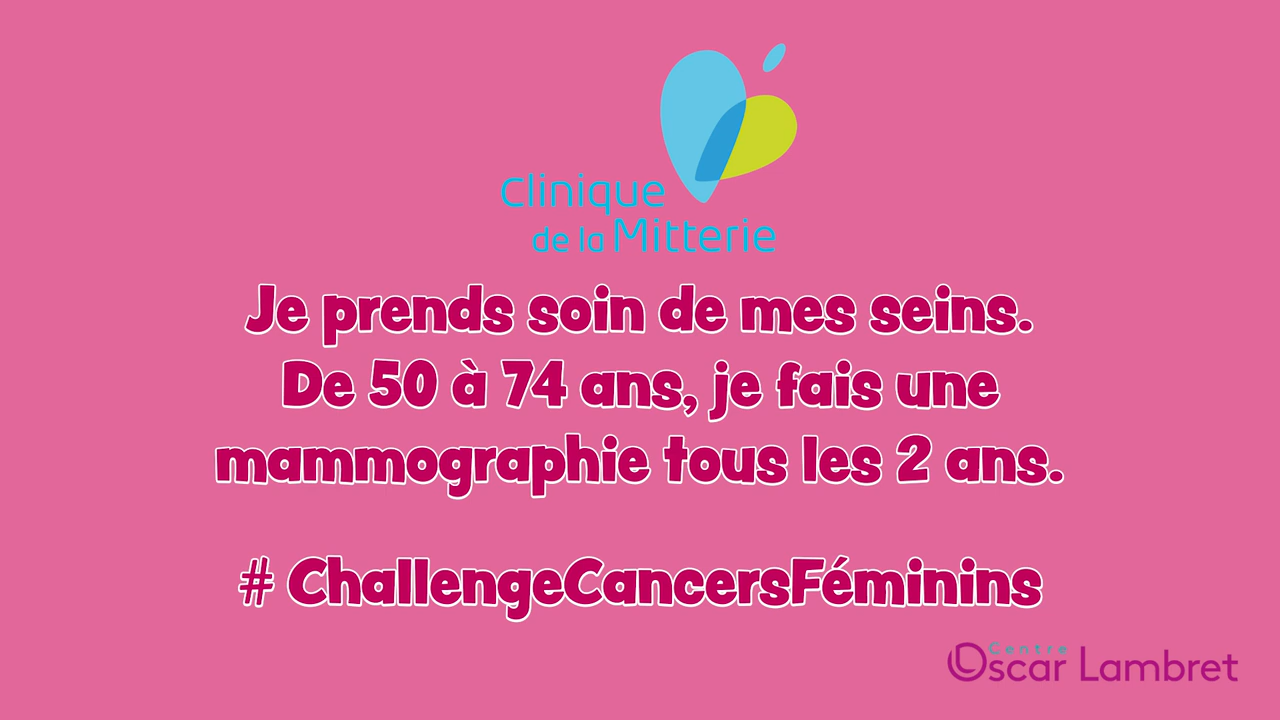 Clinique
de la Mitterie
Je prends soin de mes seins.
De 50 à 74 ans, je fais une
mammographie tous les 2 ans.
# ChallengeCancersFéminins
Centre
Oscar Lambret